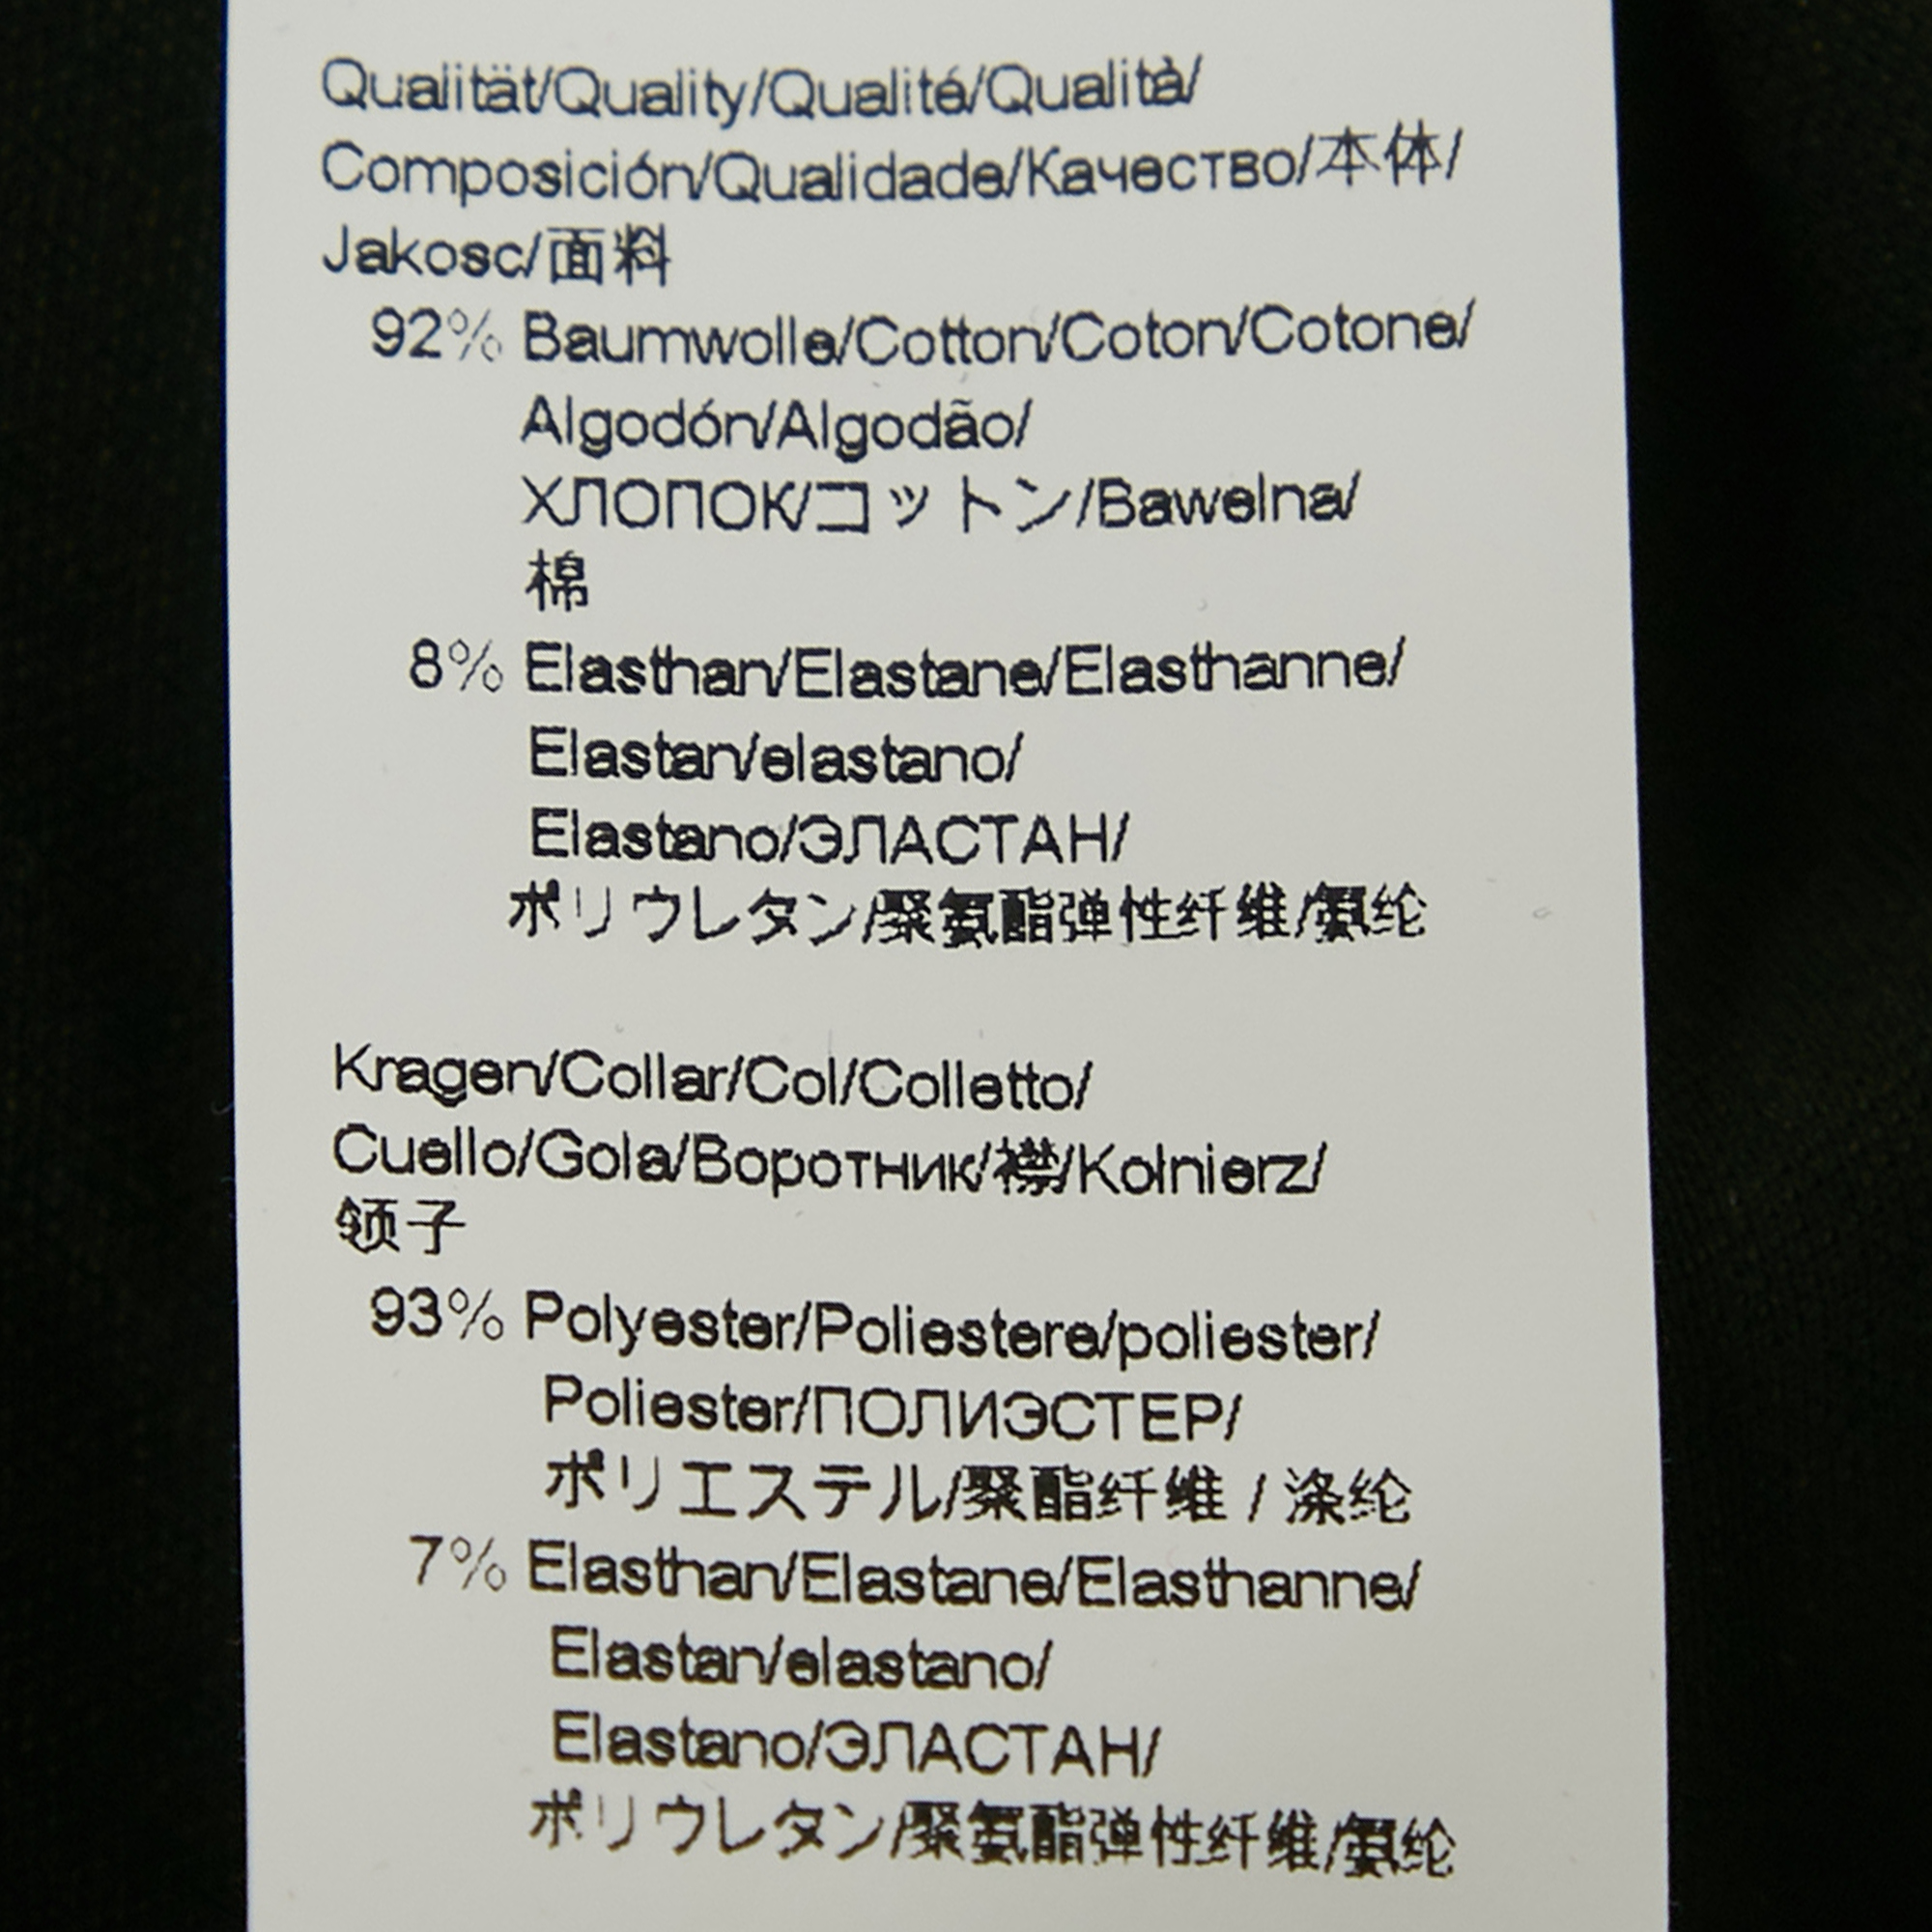 Qualität/Quality/Qualité/Qualità/
Composición/Qualidade/Качество/本体/
Jakosc/面料
92% Baumwolle/Cotton/Coton/Cotone/
Algodón/Algodão/
ХЛОПОК/コットン/Bawelna/
棉
8% Elasthan/Elastane/Elasthanne/
Elastan/elastano/
Elastano/ЭЛАСТАН/
ポリウレタン/聚氨酯弹性纤维/氨纶
Kragen/Collar/Col/Colletto/
Cuello/Gola/Воротник/襟/Kolnierz/
领子
93% Polyester/Poliestere/poliester/
Poliester/ПОЛИЭСТЕР/
ポリエステル/聚酯纤维 / 涤纶
7% Elasthan/Elastane/Elasthanne/
Elastan/elastano/
Elastano/ЭЛАСТАН/
ポリウレタン/聚氨酯弹性纤维/氨纶